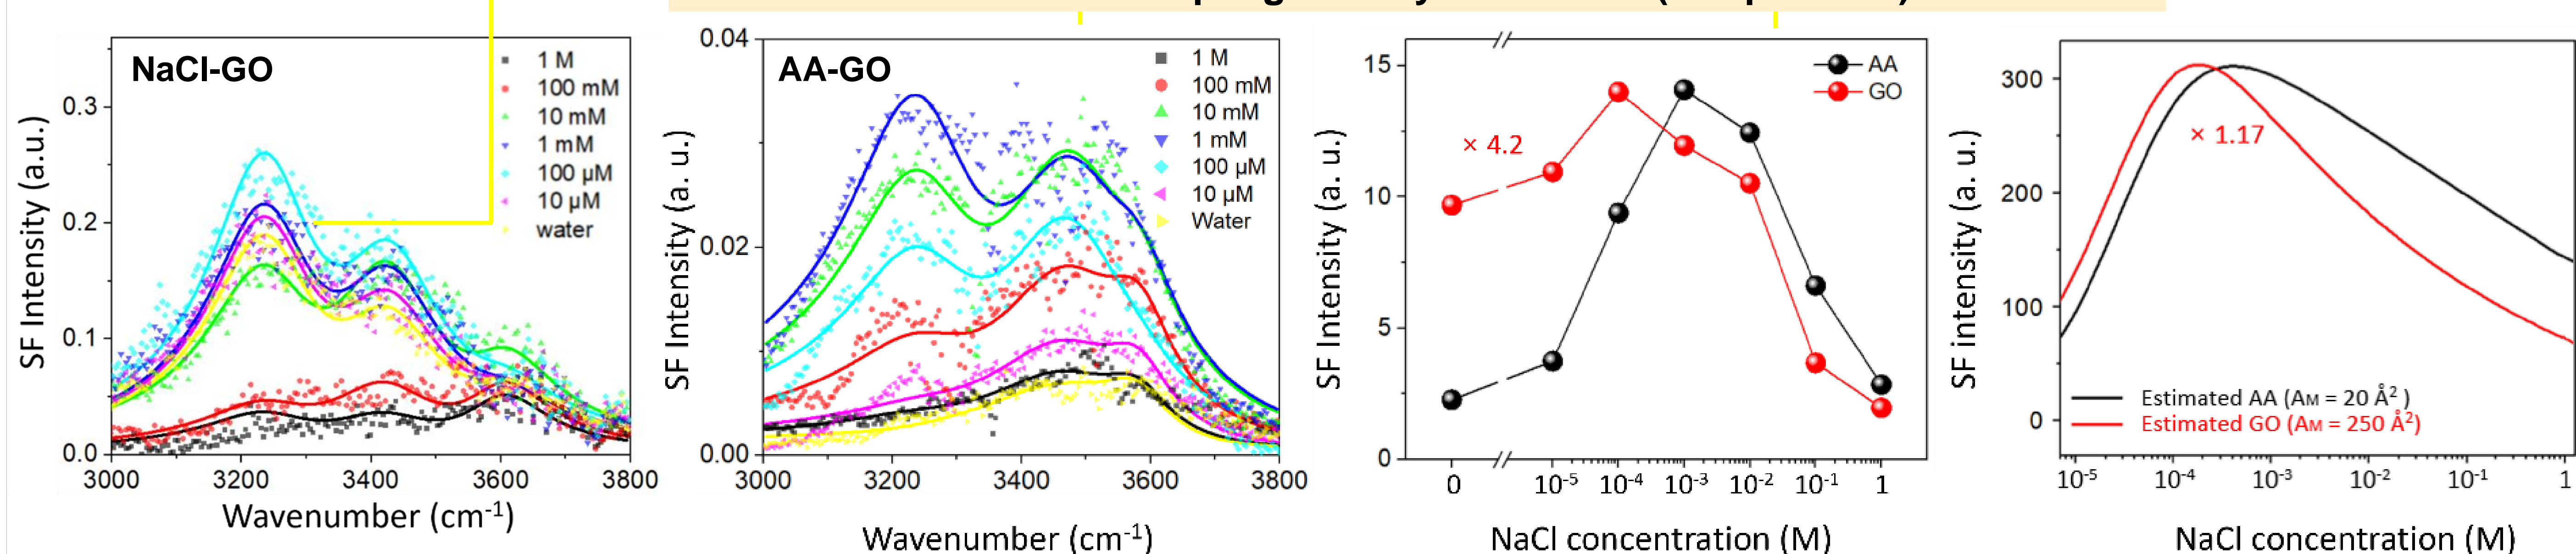 NaCl-GO
1 M
100 mM
10 mM
1 mM
100 µM
10 µM
water
0.3
0.2
0.1
0.0
SF Intensity (a.u.)
3000 3200 3400 3600 3800
Wavenumber (cm-1)
AA-GO
1 M
100 mM
10 mM
1 mM
100 µM
10 µM
Water
0.04
0.02
0.00
SF Intensity (a. u.)
3000 3200 3400 3600 3800
Wavenumber (cm-1)
AA
GO
× 4.2
15
10
5
0
SF Intensity (a. u.)
0 10-5 10-4 10-3 10-2 10-1 1
NaCl concentration (M)
300
200
100
0
SF intensity (a. u.)
× 1.17
Estimated AA (AM = 20 Å2 )
Estimated GO (AM = 250 Å2)
10-5 10-4 10-3 10-2 10-1 1
NaCl concentration (M)